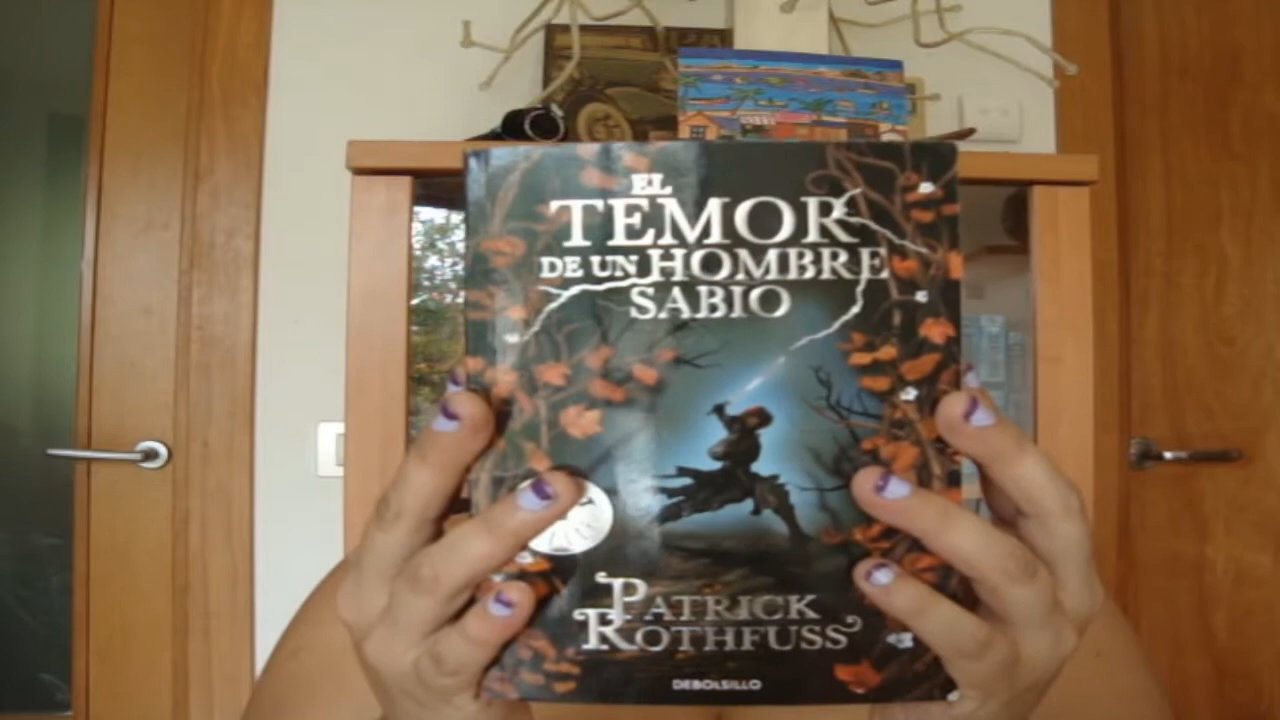 EL
TEMOR
DE UN HOMBRE
SABIO
PATRICK
ROTHFUSS
DEBOLSILLO